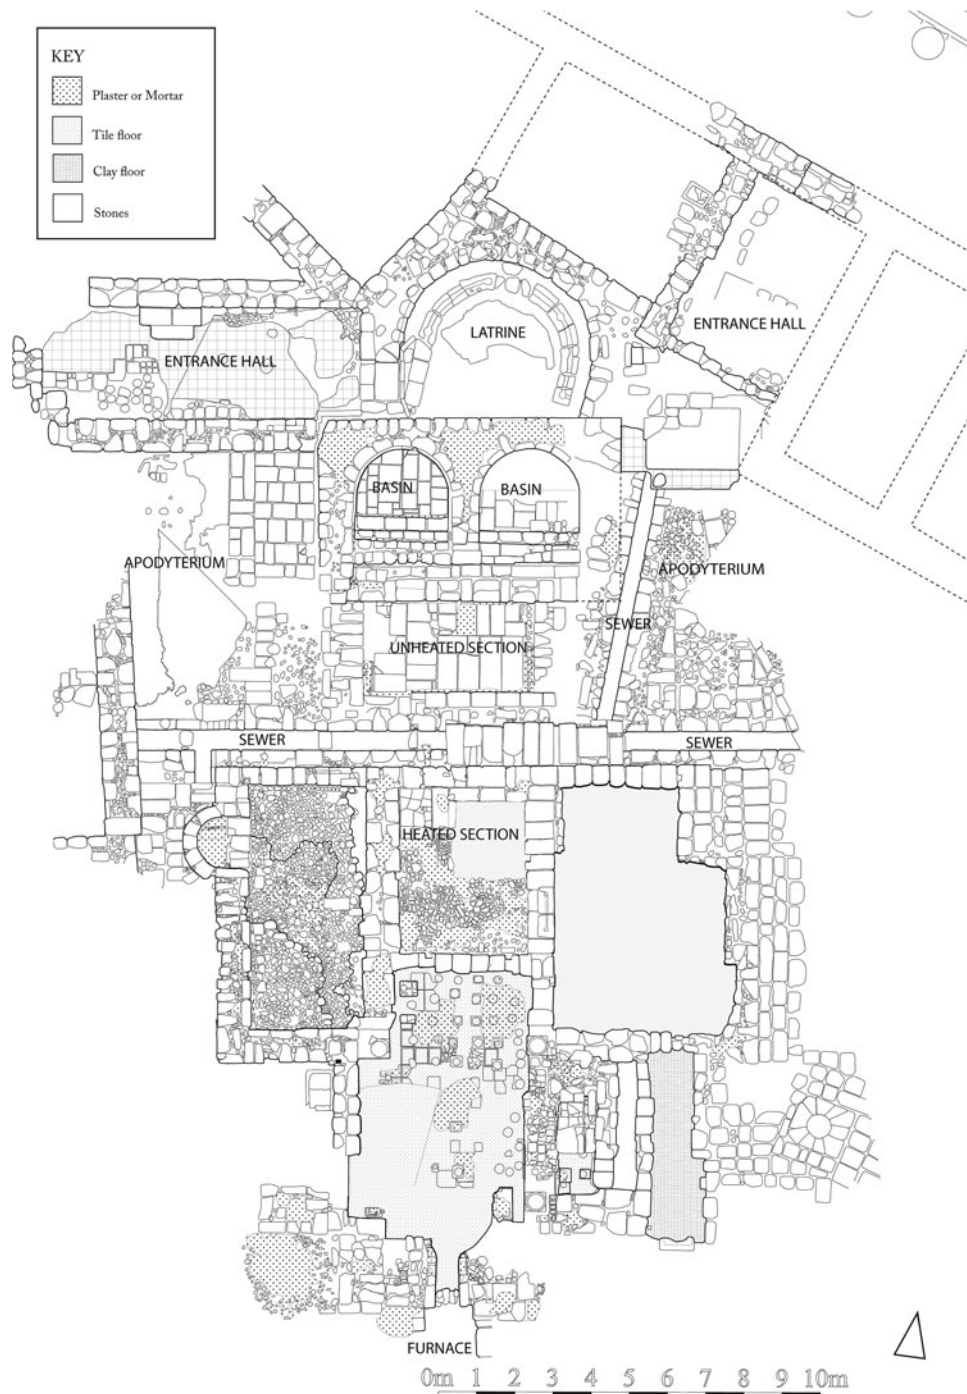 KEY
Plaster or Mortar
Tile floor
Clay floor
Stones
LATRINE
ENTRANCE HALL
ENTRANCE HALL
BASIN
BASIN
APODYTERIUM
APODYTERIUM
SEWER
UNHEATED SECTION
SEWER
SEWER
HEATED SECTION
FURNACE
0m 1 2 3 4 5 6 7 8 9 10m